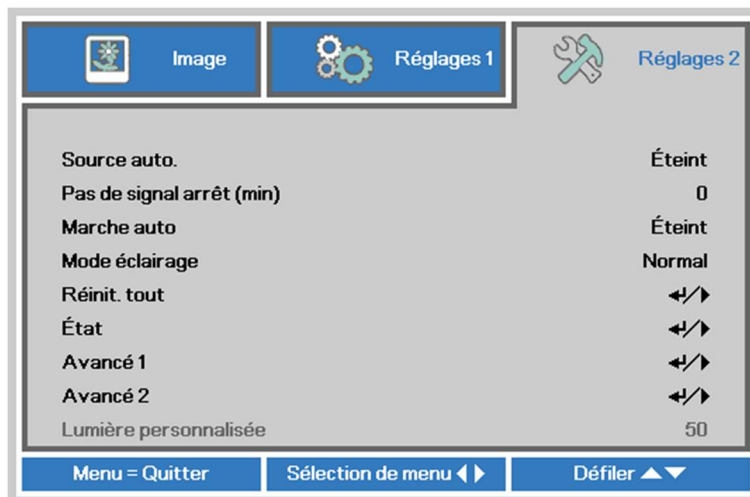 Image
Réglages 1
Réglages 2
Source auto. Éteint
Pas de signal arrêt (min) 0
Marche auto Éteint
Mode éclairage Normal
Réinit. tout
État
Avancé 1
Avancé 2
Lumière personnalisée 50
Menu = Quitter
Sélection de menu
Défiler